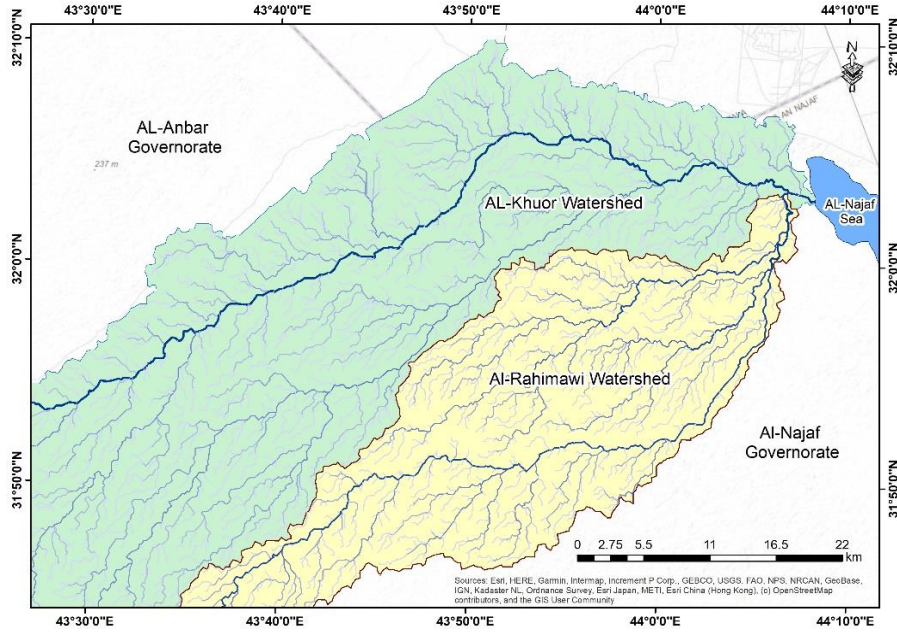 43°30'0"E 43°40'0"E 43°50'0"E 44°0'0"E 44°10'0"E
32°10'0"N
32°10'0"N
N
AN NAJAF
AL-Anbar
Governorate
237 m
AL-Khuor Watershed
AL-Najaf
Sea
32°0'0"N
32°0'0"N
Al-Rahimawi Watershed
Al-Najaf
Governorate
31°50'0"N
31°50'0"N
0 2.75 5.5 11 16.5 22
km
Sources: Esri, HERE, Garmin, Intermap, increment P Corp., GEBCO, USGS, FAO, NPS, NRCAN, GeoBase,
IGN, Kadaster NL, Ordnance Survey, Esri Japan, METI, Esri China (Hong Kong), (c) OpenStreetMap
contributors, and the GIS User Community
43°30'0"E 43°40'0"E 43°50'0"E 44°0'0"E 44°10'0"E